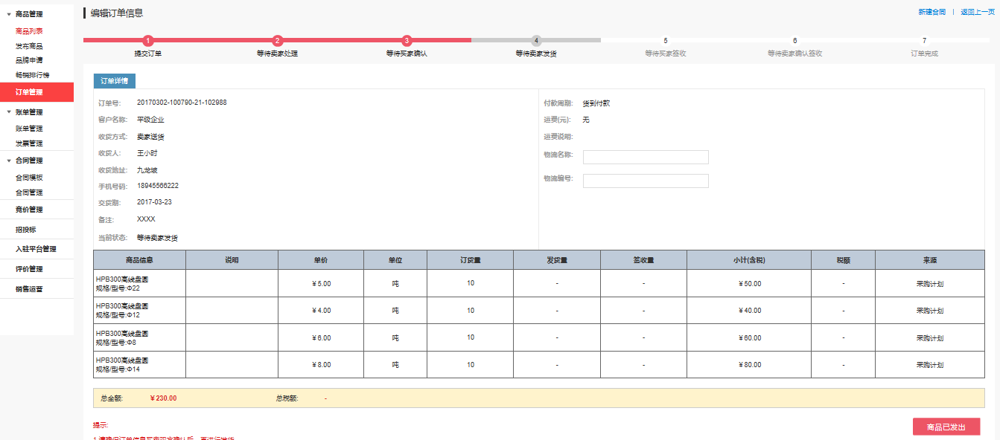 商品管理
商品列表
发布商品
品牌申请
畅销排行榜
订单管理
账单管理
账单管理
发票管理
合同管理
合同模板
合同管理
竞价管理
招投标
入驻平台管理
评价管理
销售运营
编辑订单信息
新建合同 | 返回上一页
1 2 3 4 5 6 7
提交订单 等待卖家处理 等待买家确认 等待卖家发货 等待买家签收 等待卖家确认签收 订单完成
订单详情
订单号: 20170302-100790-21-102988
客户名称: 平级企业
收货方式: 卖家送货
收货人: 王小时
收货地址: 九龙坡
手机号码: 18945566222
交货期: 2017-03-23
备注: XXXX
当前状态: 等待卖家发货
付款周期: 货到付款
运费(元): 无
运费说明:
物流名称:
物流编号:
商品信息 说明 单价 单位 订货量 发货量 签收量 小计(含税) 税额 来源
HPB300高线盘圆
规格/型号:Φ22
¥5.00 吨 10 - - ¥50.00 - 采购计划
HPB300高线盘圆
规格/型号:Φ12
¥4.00 吨 10 - - ¥40.00 - 采购计划
HPB300高线盘圆
规格/型号:Φ8
¥6.00 吨 10 - - ¥60.00 - 采购计划
HPB300高线盘圆
规格/型号:Φ14
¥8.00 吨 10 - - ¥80.00 - 采购计划
总金额: ¥230.00 总税额: -
提示:
1.请确保订单信息买卖双方确认后，再进行发货
商品已发出